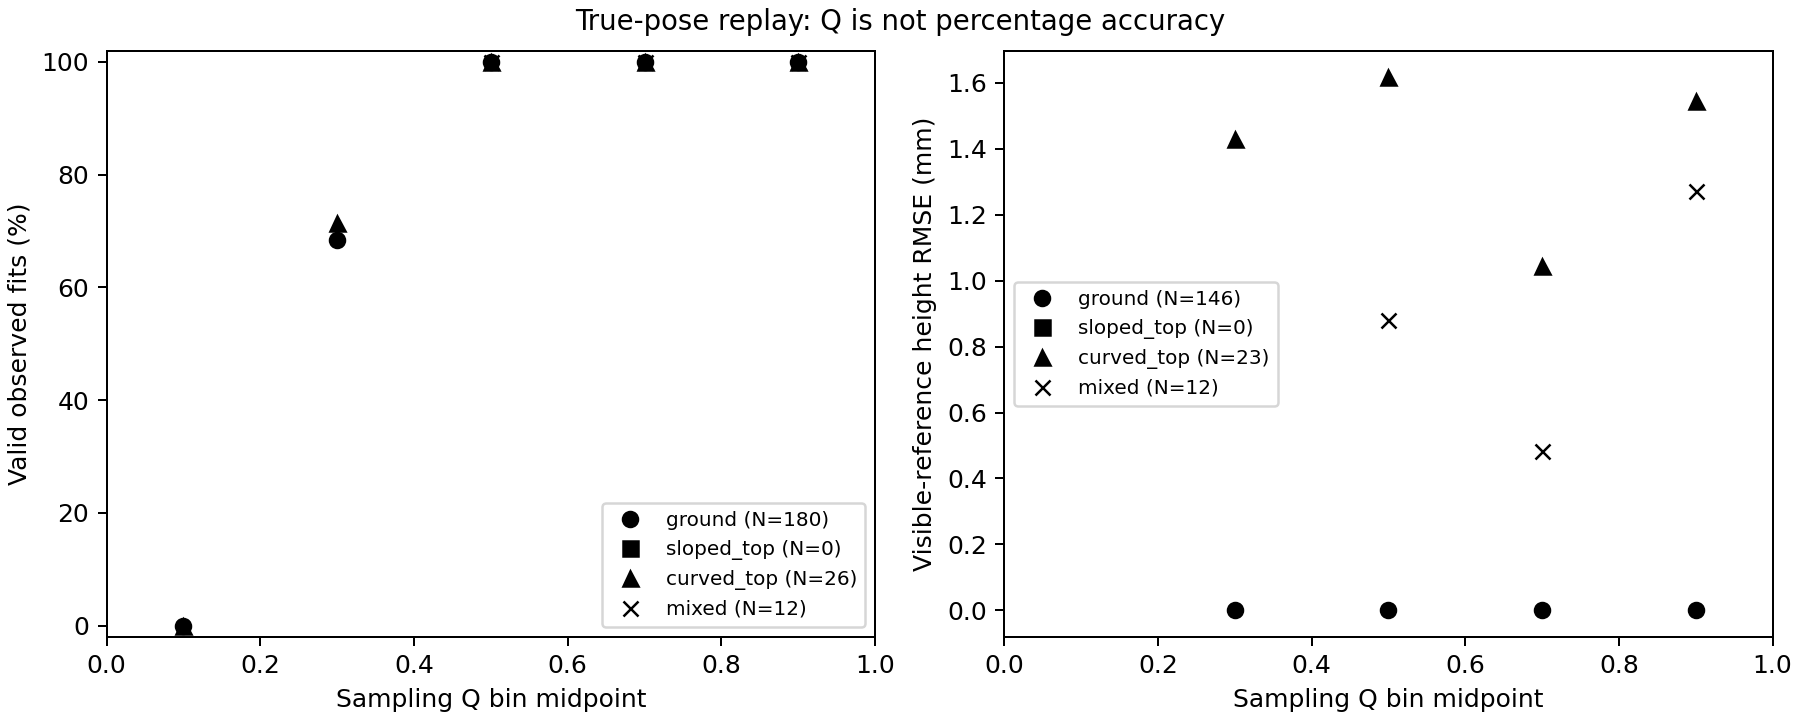 True-pose replay: Q is not percentage accuracy
Valid observed fits (%)
100
80
60
40
20
0
ground (N=180)
sloped_top (N=0)
curved_top (N=26)
mixed (N=12)
0.0 0.2 0.4 0.6 0.8 1.0
Sampling Q bin midpoint
Visible-reference height RMSE (mm)
1.6
1.4
1.2
1.0
0.8
0.6
0.4
0.2
0.0
ground (N=146)
sloped_top (N=0)
curved_top (N=23)
mixed (N=12)
0.0 0.2 0.4 0.6 0.8 1.0
Sampling Q bin midpoint